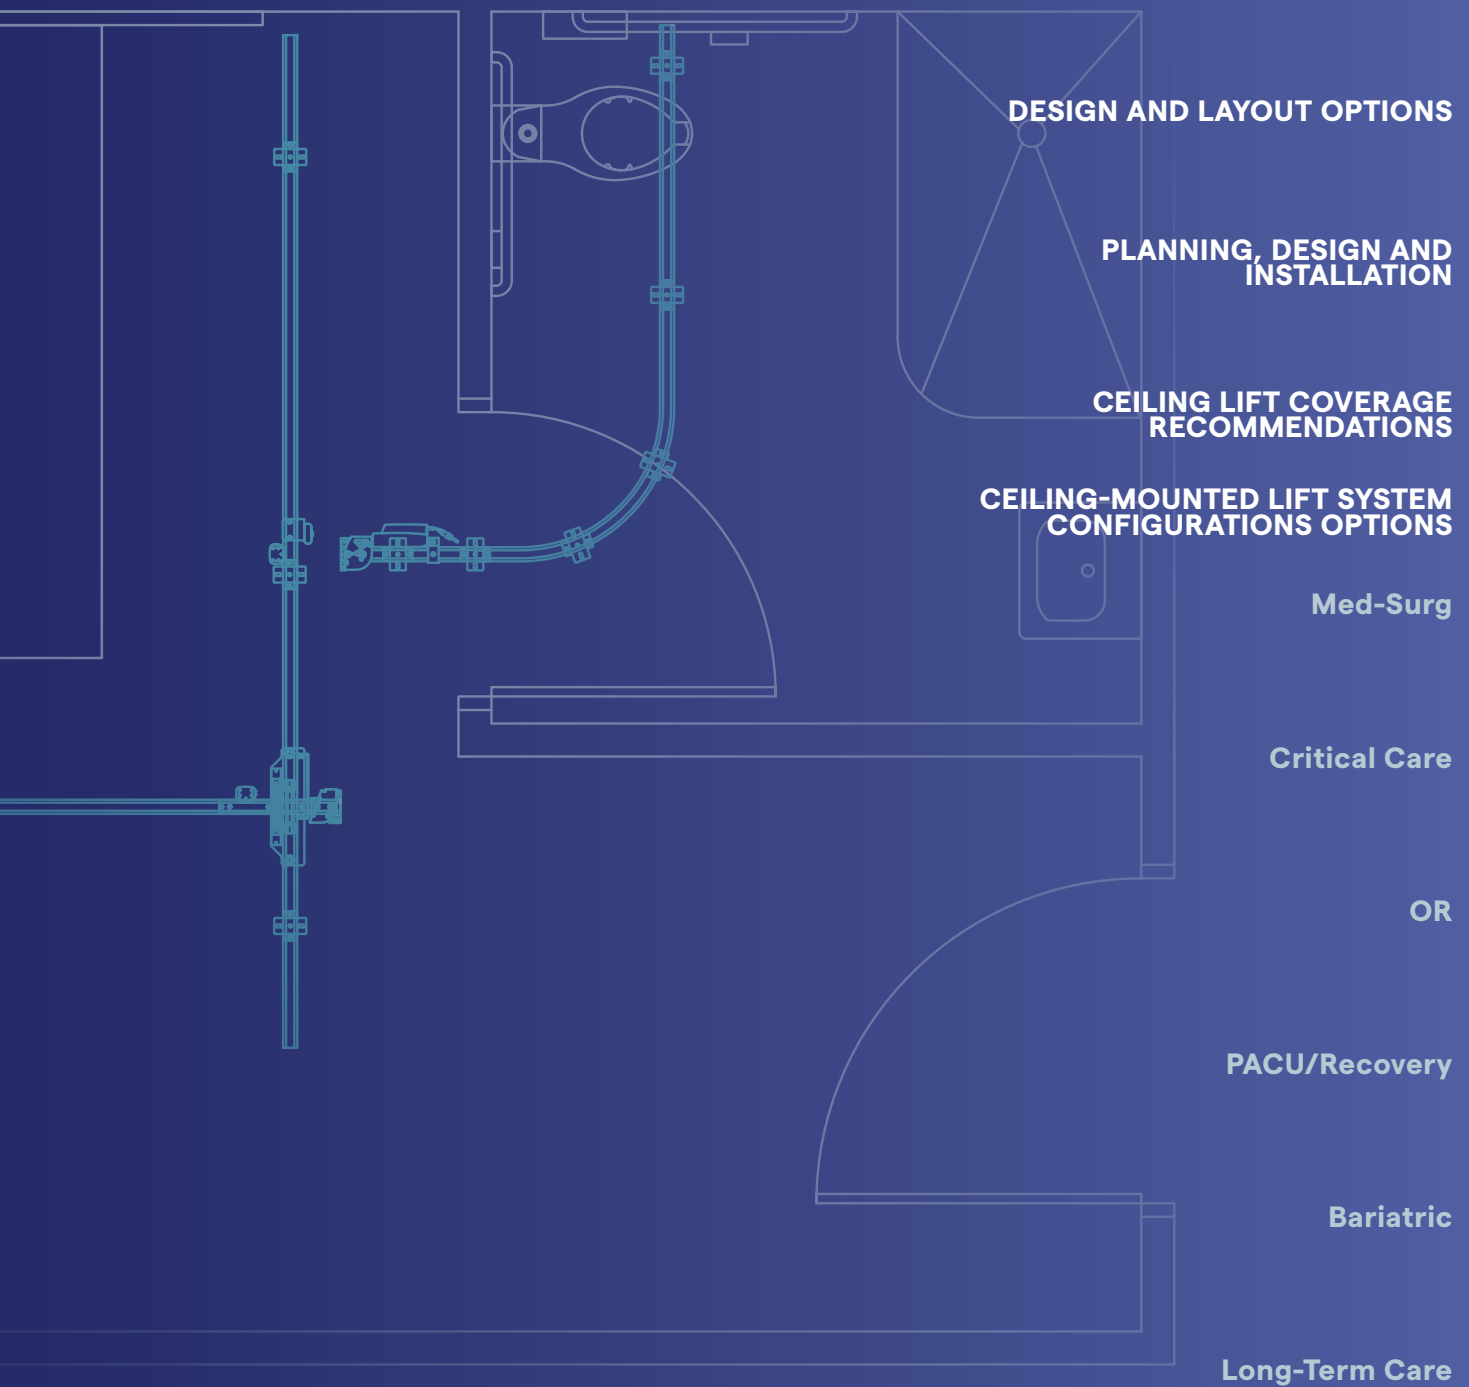 DESIGN AND LAYOUT OPTIONS
PLANNING, DESIGN AND
INSTALLATION
CEILING LIFT COVERAGE
RECOMMENDATIONS
CEILING-MOUNTED LIFT SYSTEM
CONFIGURATIONS OPTIONS
Med-Surg
Critical Care
OR
PACU/Recovery
Bariatric
Long-Term Care